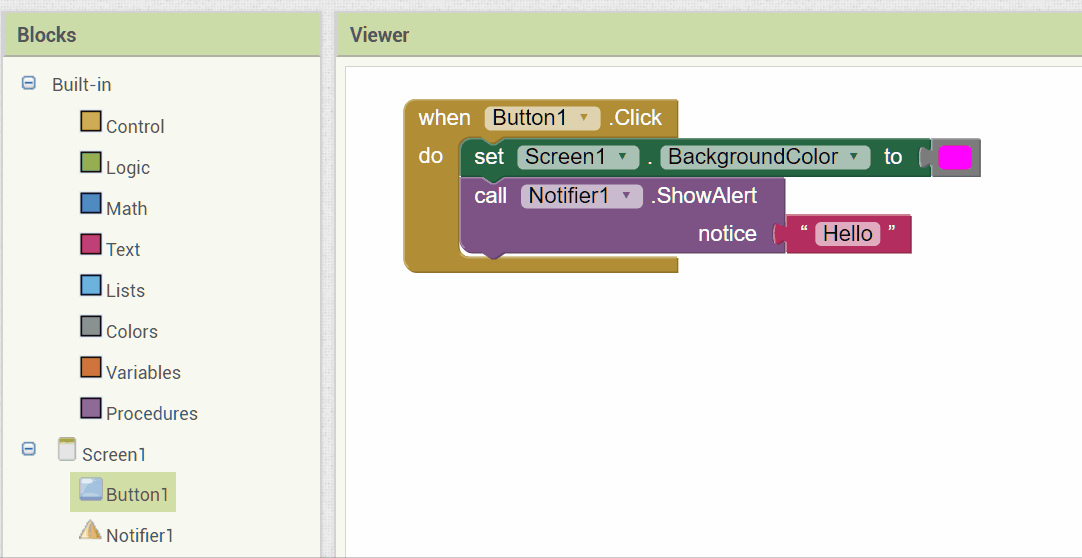 Blocks
Built-in
Control
Logic
Math
Text
Lists
Colors
Variables
Procedures
Screen1
Button1
Notifier1
Viewer
when Button1 .Click
do set Screen1 . BackgroundColor to
call Notifier1 .ShowAlert
notice “ Hello ”